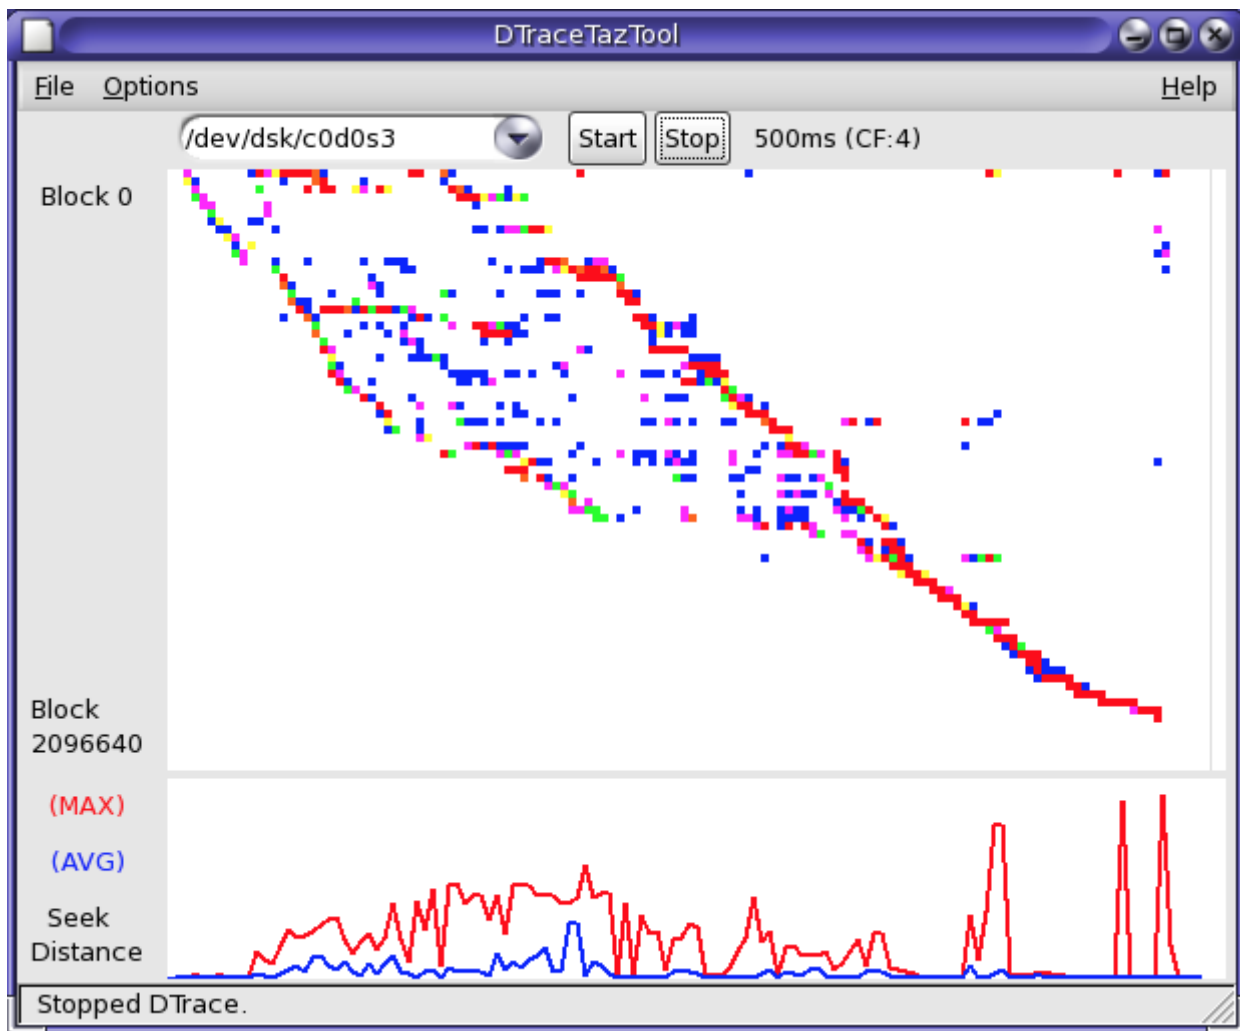 DTraceTazTool
File Options Help
/dev/dsk/c0d0s3 Start Stop 500ms (CF:4)
Block 0
Block
2096640
(MAX)
(AVG)
Seek
Distance
Stopped DTrace.